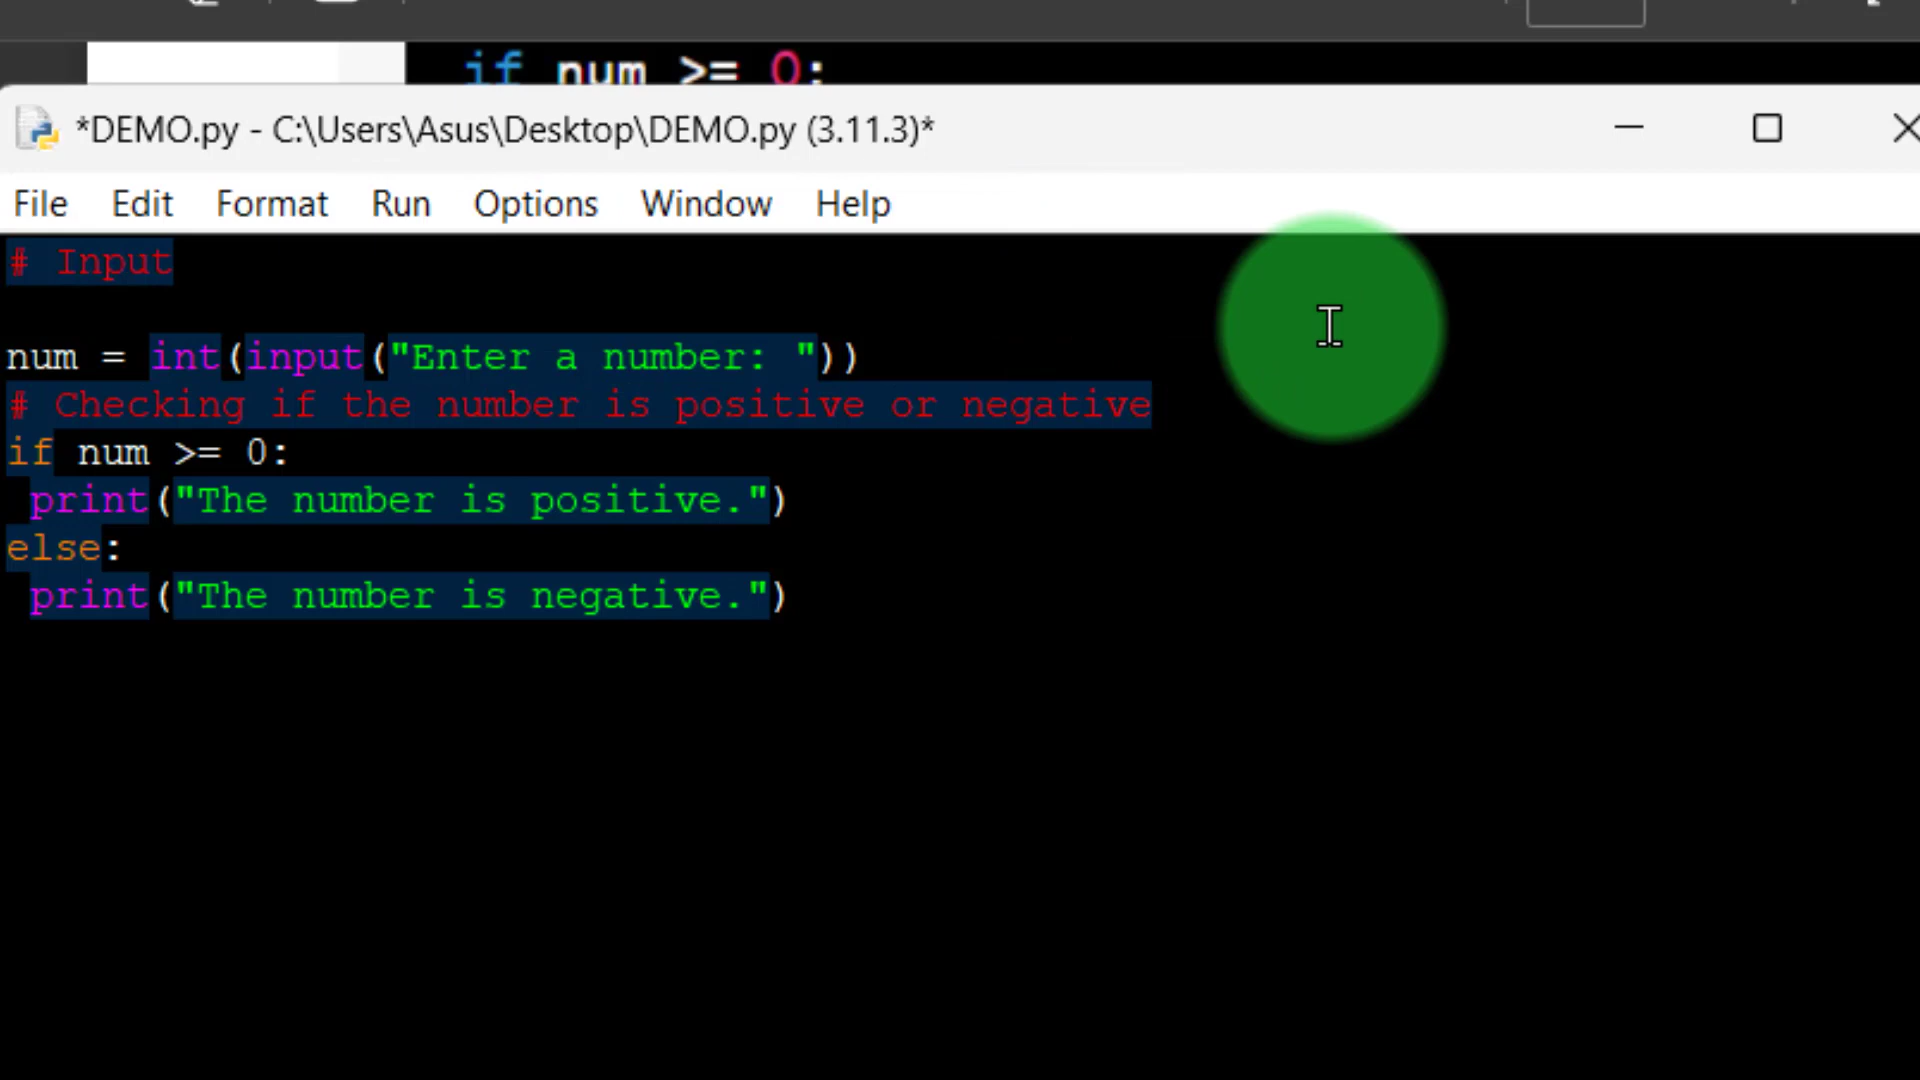 if num >= 0:
*DEMO.py - C:\Users\Asus\Desktop\DEMO.py (3.11.3)*
File Edit Format Run Options Window Help
# Input
num = int(input("Enter a number: "))
# Checking if the number is positive or negative
if num >= 0:
 print("The number is positive.")
else:
 print("The number is negative.")